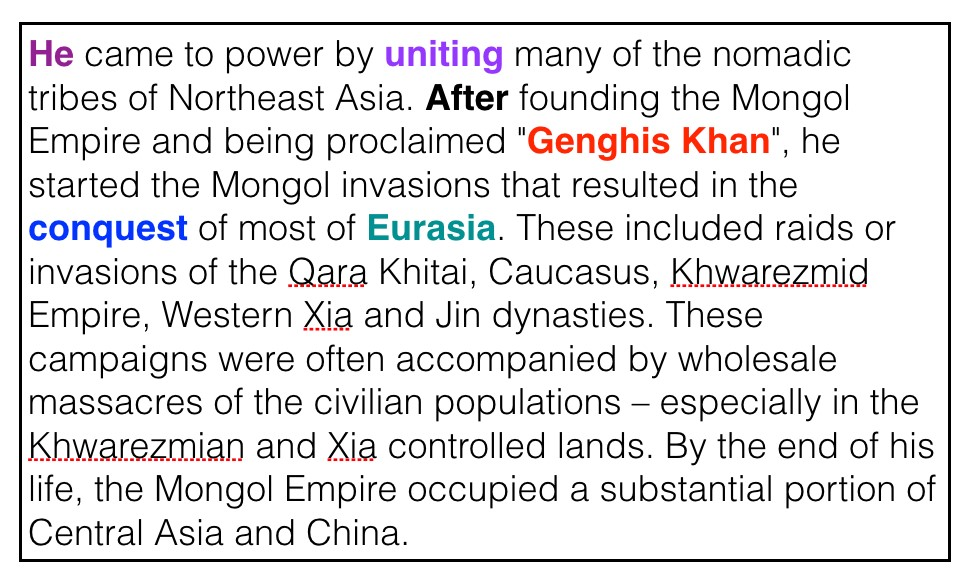 He came to power by uniting many of the nomadic
tribes of Northeast Asia. After founding the Mongol
Empire and being proclaimed "Genghis Khan", he
started the Mongol invasions that resulted in the
conquest of most of Eurasia. These included raids or
invasions of the Qara Khitai, Caucasus, Khwarezmid
Empire, Western Xia and Jin dynasties. These
campaigns were often accompanied by wholesale
massacres of the civilian populations – especially in the
Khwarezmian and Xia controlled lands. By the end of his
life, the Mongol Empire occupied a substantial portion of
Central Asia and China.